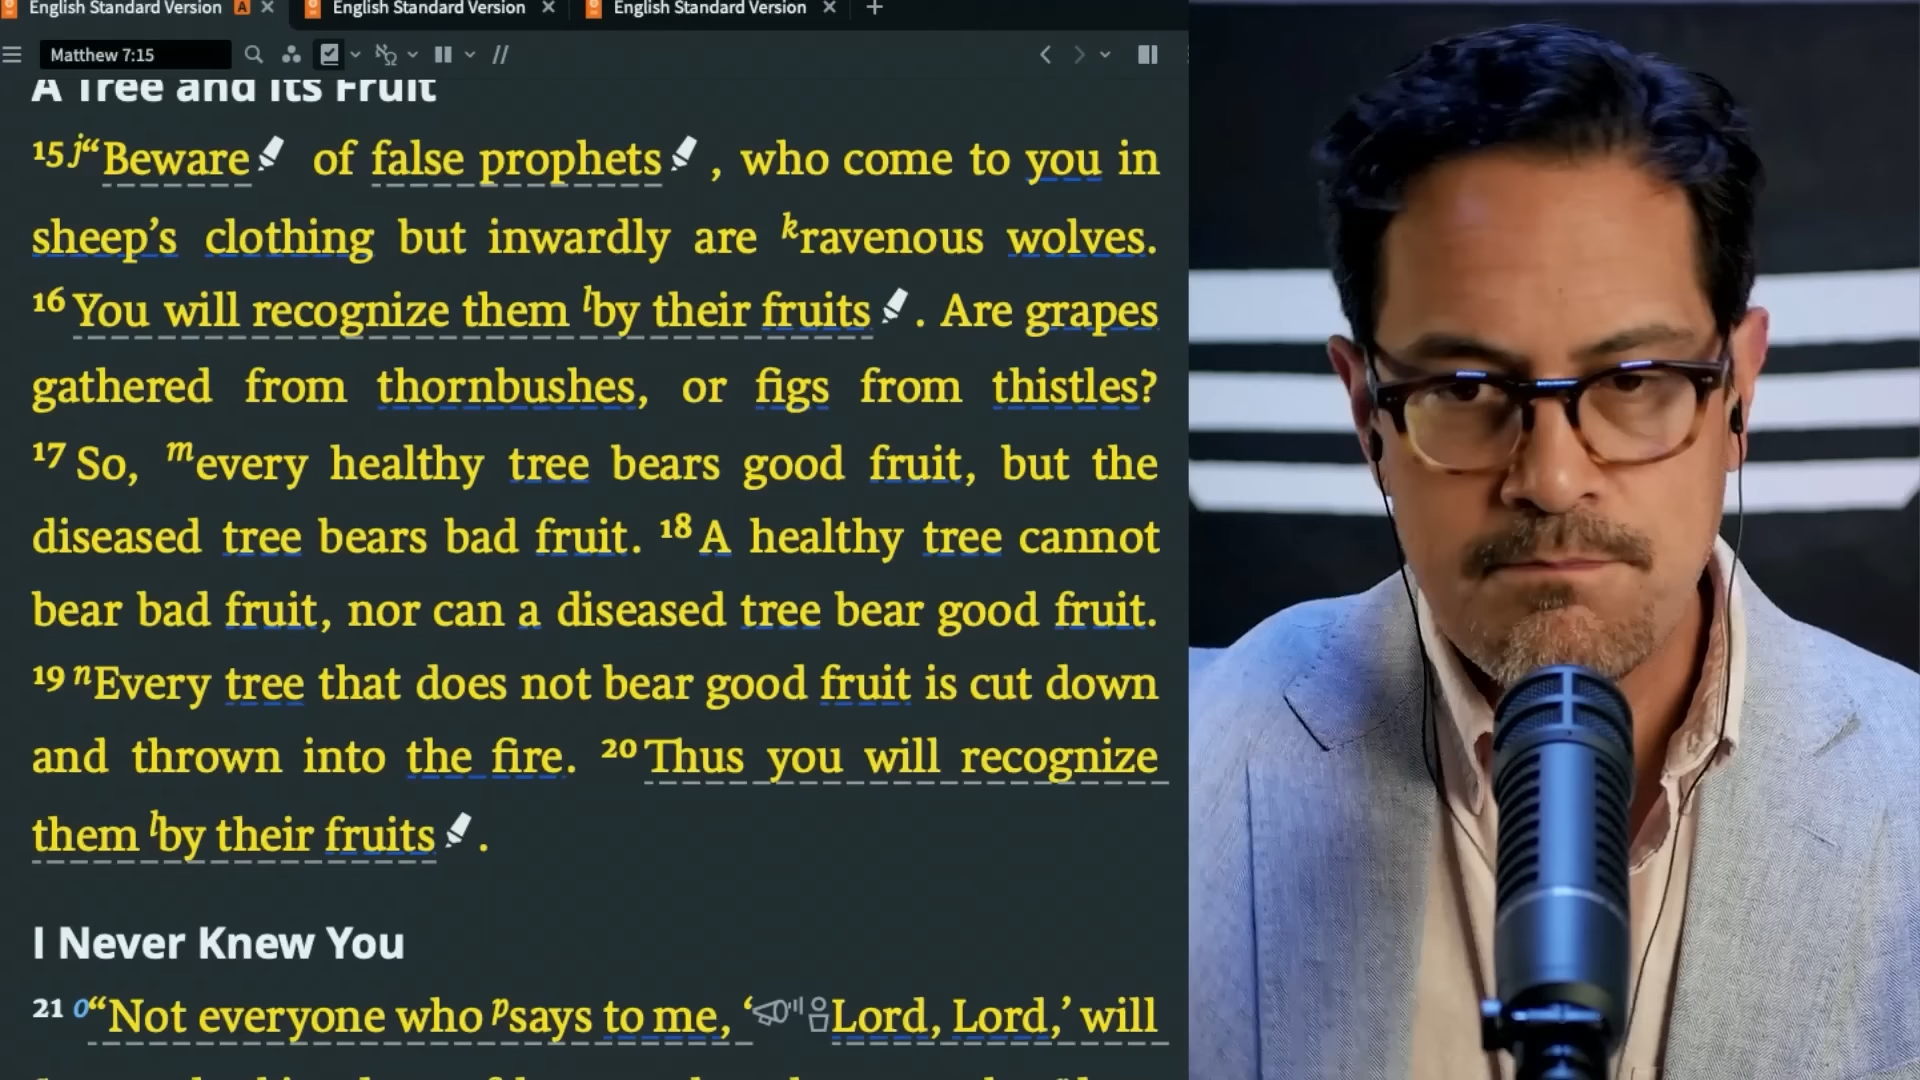 English Standard Version A English Standard Version English Standard Version
Matthew 7:15
A Tree and Its Fruit
15 j“Beware of false prophets, who come to you in
sheep’s clothing but inwardly are kravenous wolves.
16 You will recognize them lby their fruits. Are grapes
gathered from thornbushes, or figs from thistles?
17 So, mevery healthy tree bears good fruit, but the
diseased tree bears bad fruit. 18 A healthy tree cannot
bear bad fruit, nor can a diseased tree bear good fruit.
19 nEvery tree that does not bear good fruit is cut down
and thrown into the fire. 20 Thus you will recognize
them lby their fruits.
I Never Knew You
21 o“Not everyone who psays to me, ‘Lord, Lord,’ will